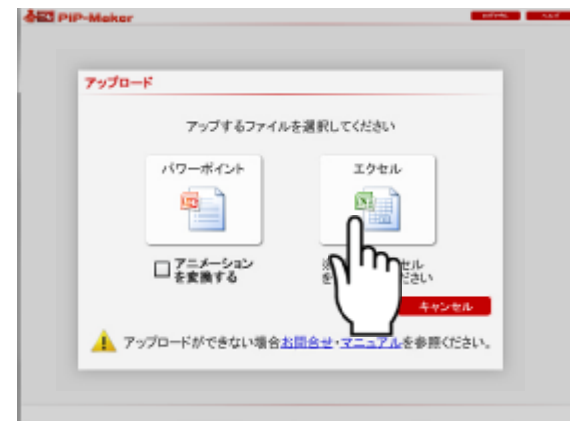 PIP-Maker
アップロード
アップするファイルを選択してください
パワーポイント
エクセル
アニメーション
を変換する
キャンセル
アップロードができない場合お問合せ・マニュアルを参照ください。